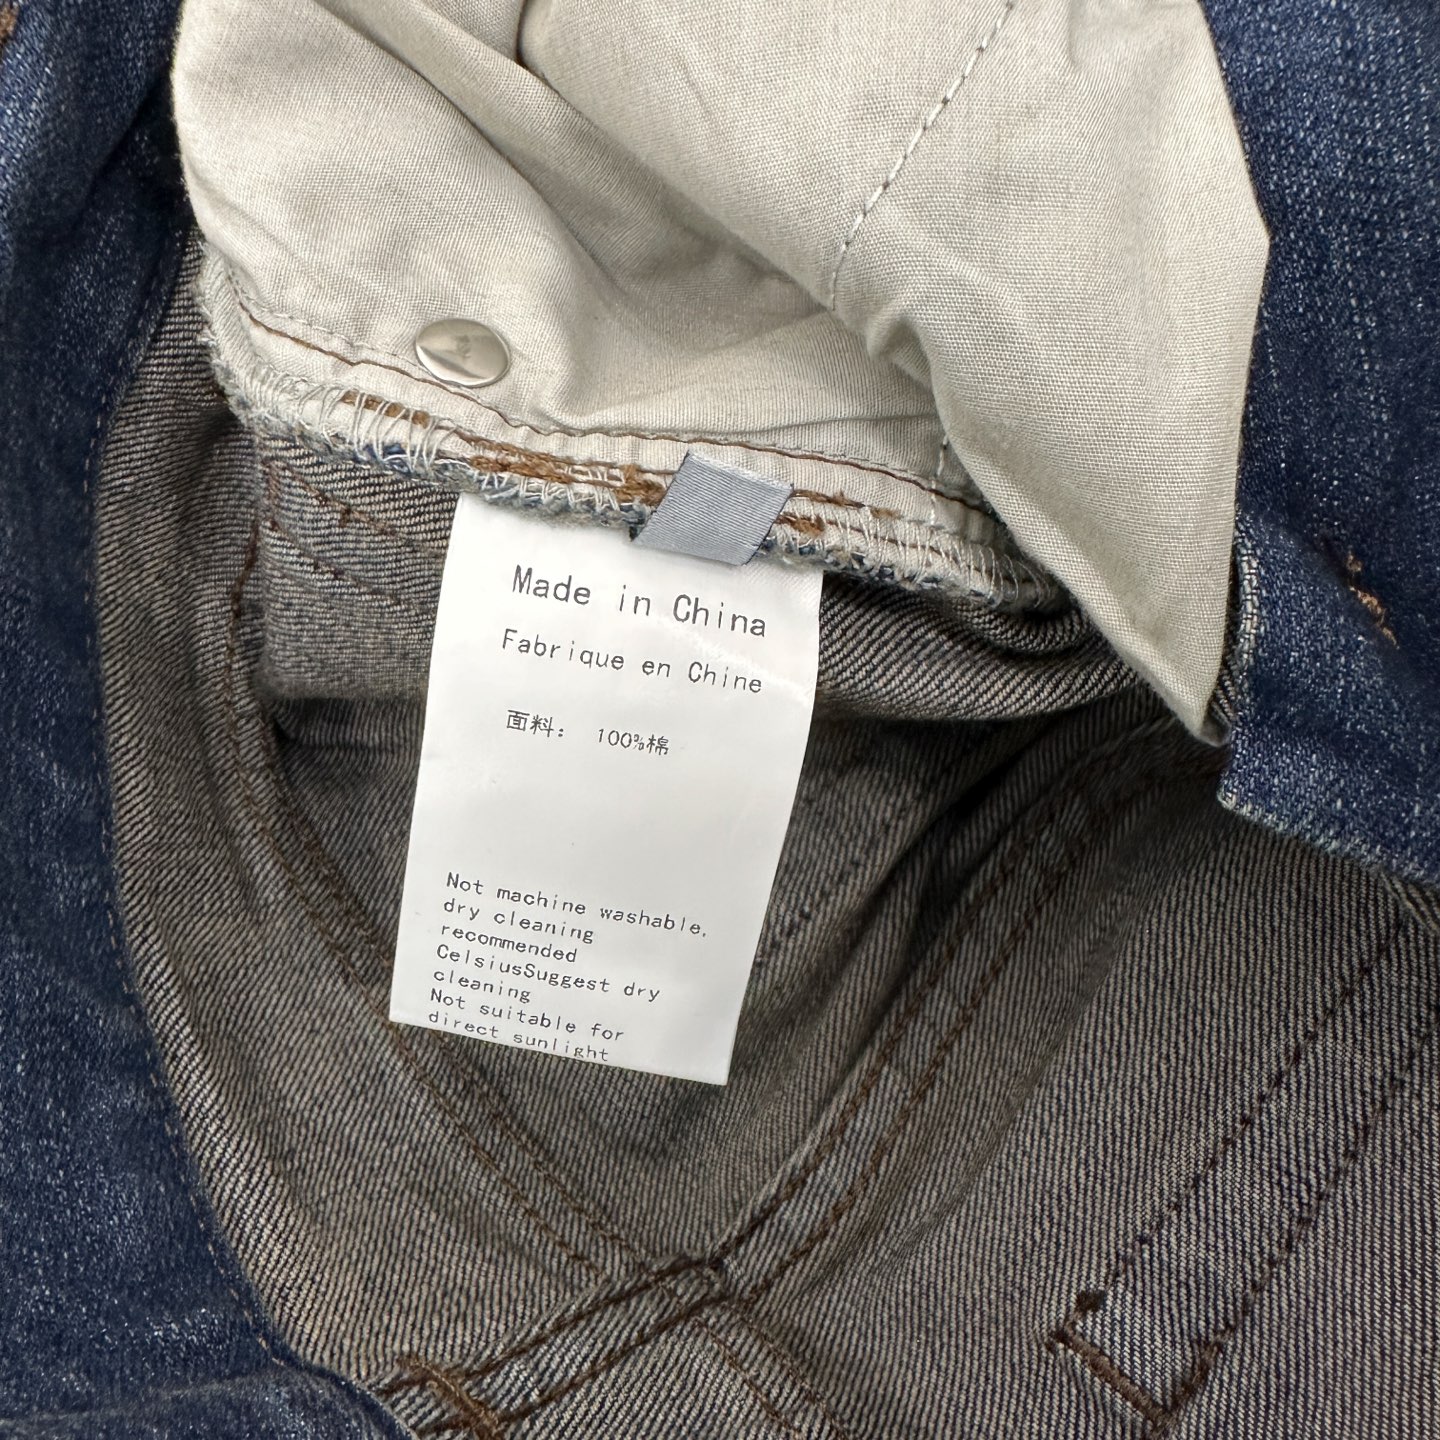 Made in China
Fabrique en Chine
面料： 100%棉
Not machine washable,
dry cleaning
recommended
CelsiusSuggest dry
cleaning
Not suitable for
direct sunlight